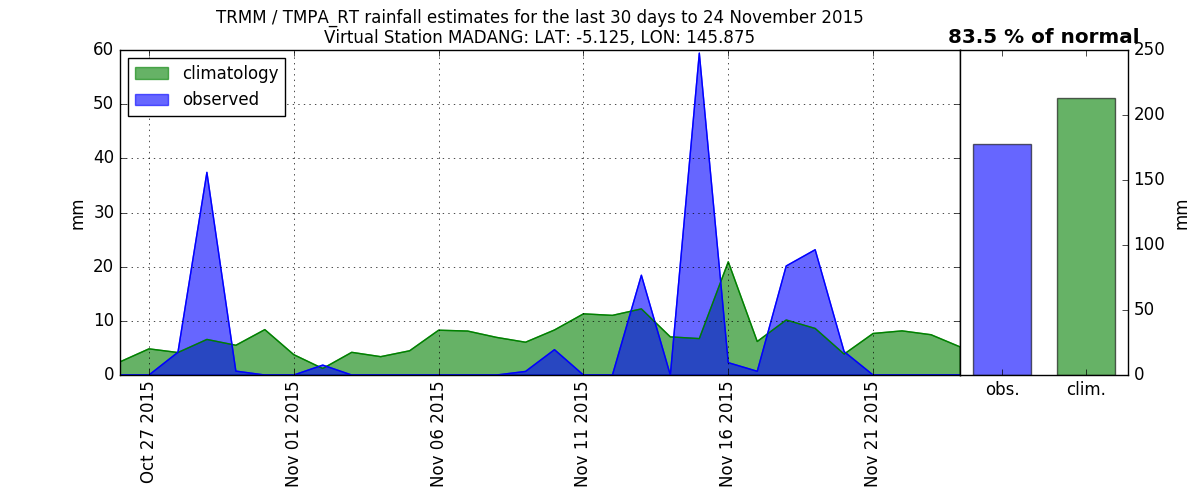 TRMM / TMPA_RT rainfall estimates for the last 30 days to 24 November 2015
Virtual Station MADANG: LAT: -5.125, LON: 145.875
83.5 % of normal
climatology
observed
60
50
40
30
20
10
0
mm
Oct 27 2015
Nov 01 2015
Nov 06 2015
Nov 11 2015
Nov 16 2015
Nov 21 2015
250
200
150
100
50
0
mm
obs.
clim.